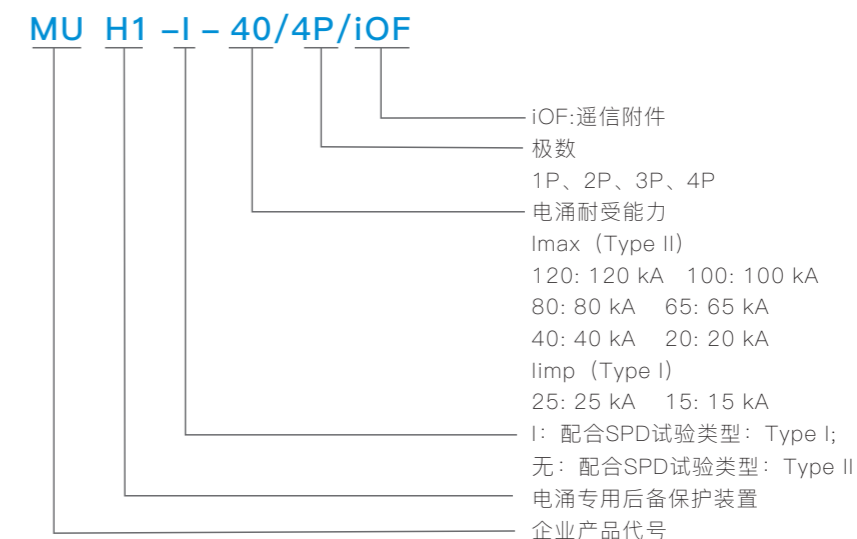 MU H1 –I – 40/4P/iOF
iOF:遥信附件
极数
1P、2P、3P、4P
电涌耐受能力
Imax（Type II）
120: 120 kA 100: 100 kA
80: 80 kA 65: 65 kA
40: 40 kA 20: 20 kA
Iimp（Type I）
25: 25 kA 15: 15 kA
I：配合SPD试验类型：Type I;
无：配合SPD试验类型：Type II
电涌专用后备保护装置
企业产品代号